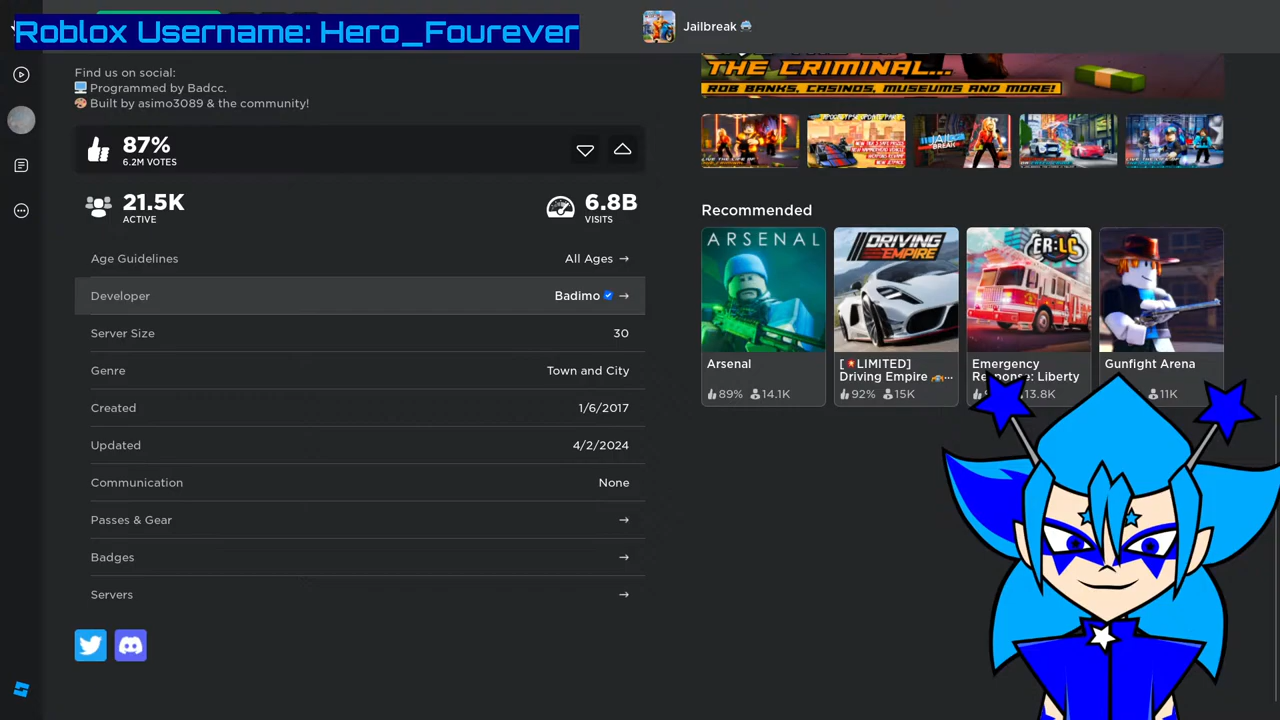 Roblox Username: Hero_Fourever
Jailbreak
Find us on social:
Programmed by Badcc.
Built by asimo3089 & the community!
87%
6.2M VOTES
21.5K
ACTIVE
6.8B
VISITS
Age Guidelines
All Ages →
Developer
Badimo →
Server Size
30
Genre
Town and City
Created
1/6/2017
Updated
4/2/2024
Communication
None
Passes & Gear →
Badges →
Servers →
THE CRIMINAL...
ROB BANKS, CASINOS, MUSEUMS AND MORE!
JAIL
BREAK
Recommended
ARSENAL
Arsenal
89% 14.1K
DRIVING
EMPIRE
[LIMITED]
Driving Empire ...
92% 15K
ER:LC
Emergency
Response: Liberty
13.8K
Gunfight Arena
11K